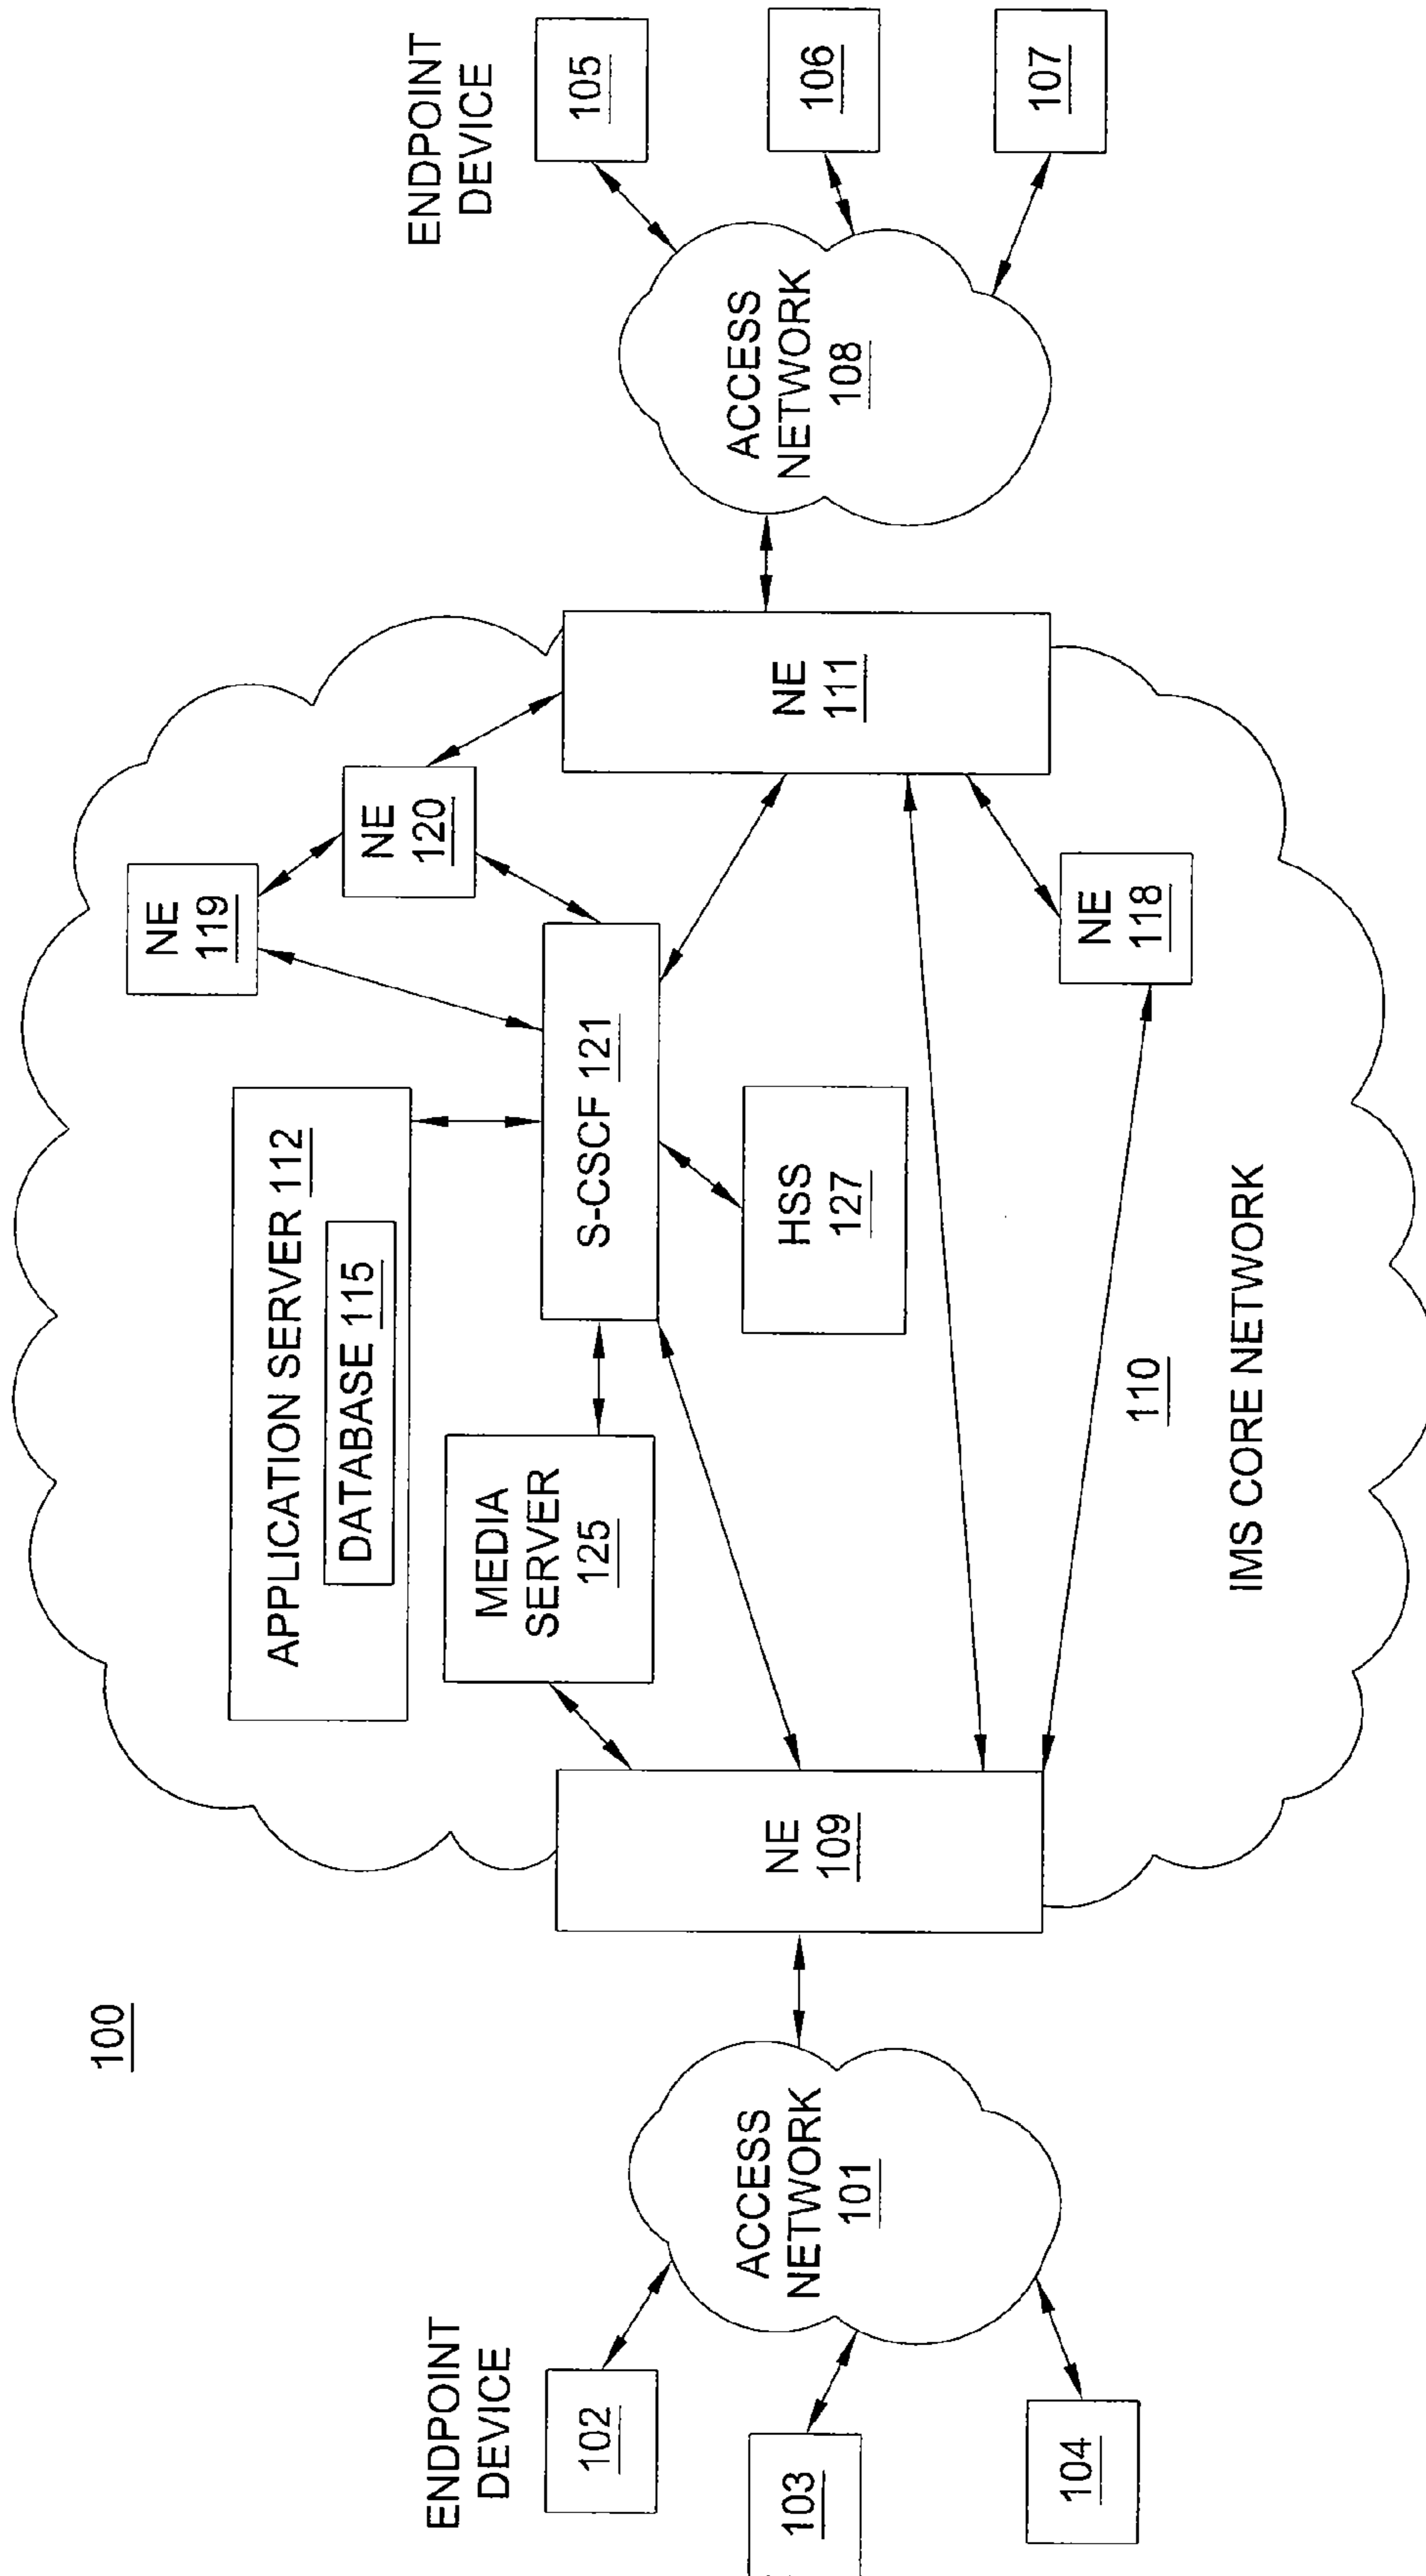 100
ENDPOINT
DEVICE
102
103
104
ACCESS
NETWORK
101
NE
109
APPLICATION SERVER 112
DATABASE 115
MEDIA
SERVER
125
S-CSCF 121
HSS
127
NE
119
NE
120
NE
111
NE
118
110
IMS CORE NETWORK
ACCESS
NETWORK
108
ENDPOINT
DEVICE
105
106
107